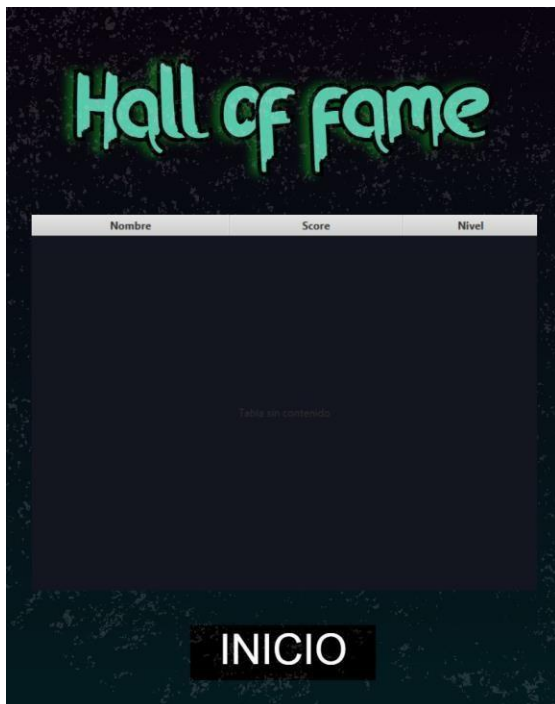 Hall of fame
Nombre Score Nivel
Tabla sin contenido
INICIO